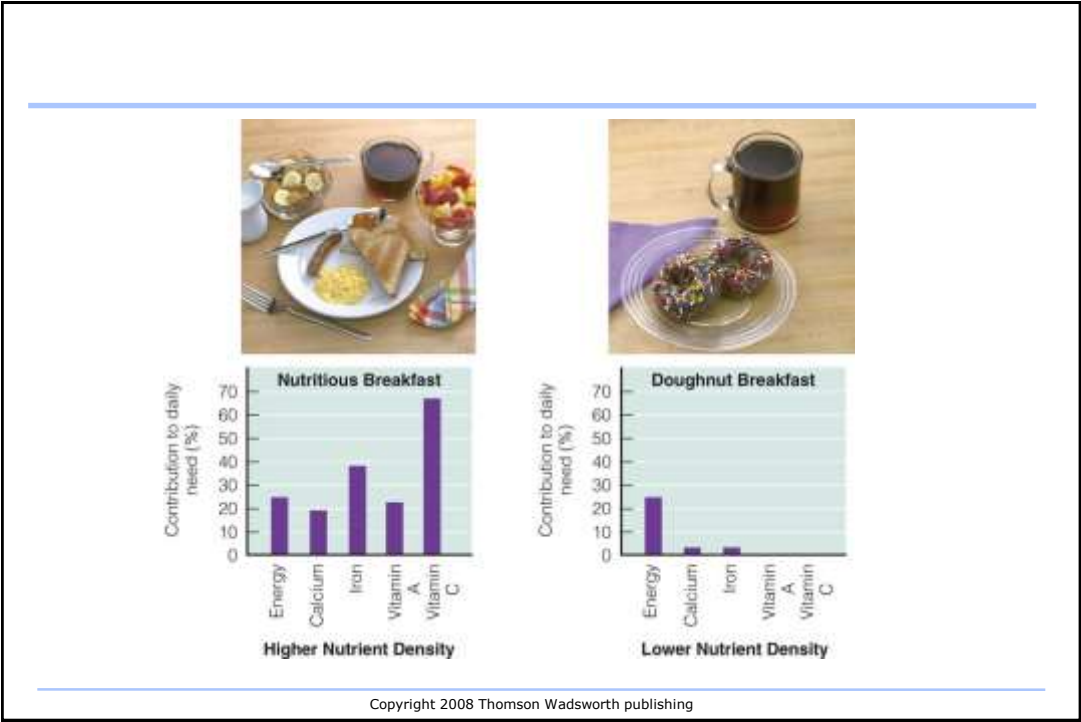 Nutritious Breakfast
Contribution to daily
need (%)
70
60
50
40
30
20
10
0
Energy
Calcium
Iron
Vitamin
A
Vitamin
C
Higher Nutrient Density
Doughnut Breakfast
Contribution to daily
need (%)
70
60
50
40
30
20
10
0
Energy
Calcium
Iron
Vitamin
A
Vitamin
C
Lower Nutrient Density
Copyright 2008 Thomson Wadsworth publishing